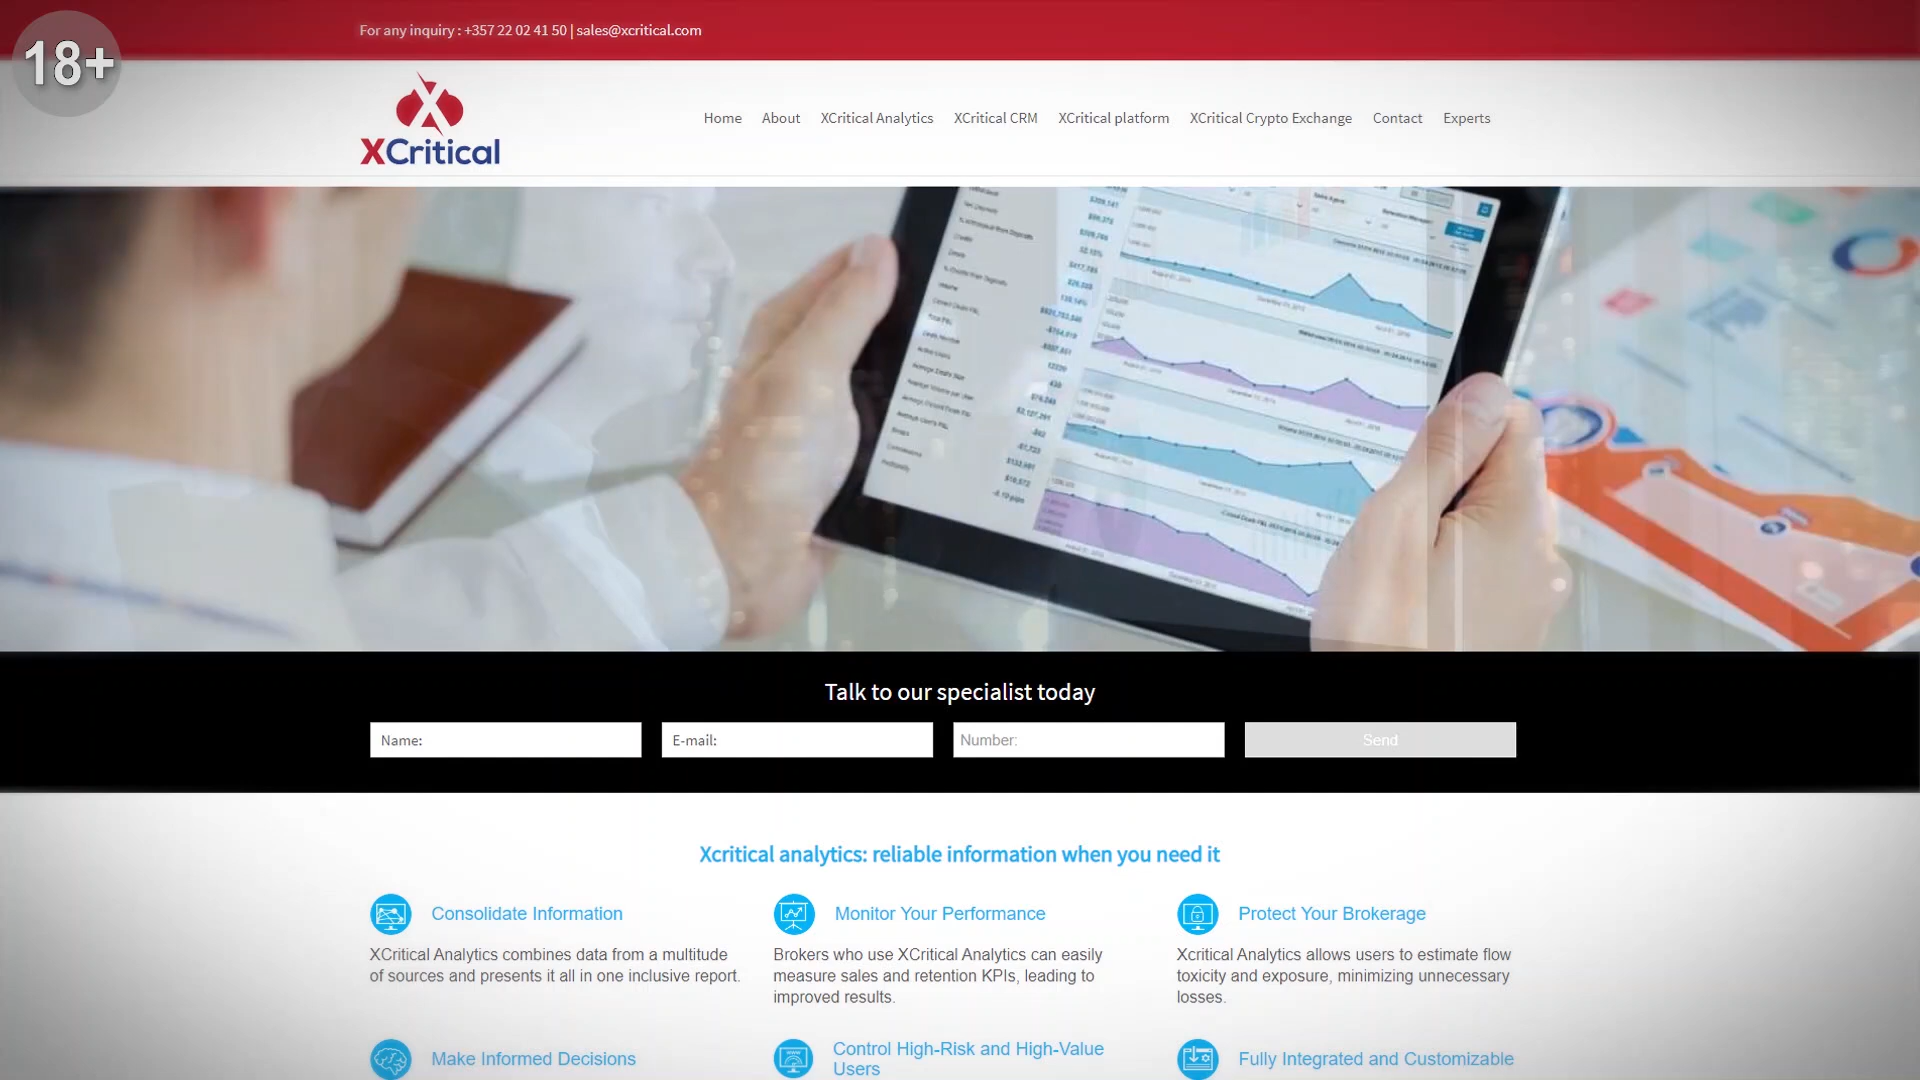 For any inquiry : +357 22 02 41 50 | sales@xcritical.com
18+
XCritical
Home About XCritical Analytics XCritical CRM XCritical platform XCritical Crypto Exchange Contact Experts
Talk to our specialist today
Name: E-mail: Number: Send
Xcritical analytics: reliable information when you need it
Consolidate Information
XCritical Analytics combines data from a multitude
of sources and presents it all in one inclusive report.
Monitor Your Performance
Brokers who use XCritical Analytics can easily
measure sales and retention KPIs, leading to
improved results.
Protect Your Brokerage
Xcritical Analytics allows users to estimate flow
toxicity and exposure, minimizing unnecessary
losses.
Make Informed Decisions
Control High-Risk and High-Value
Users
Fully Integrated and Customizable